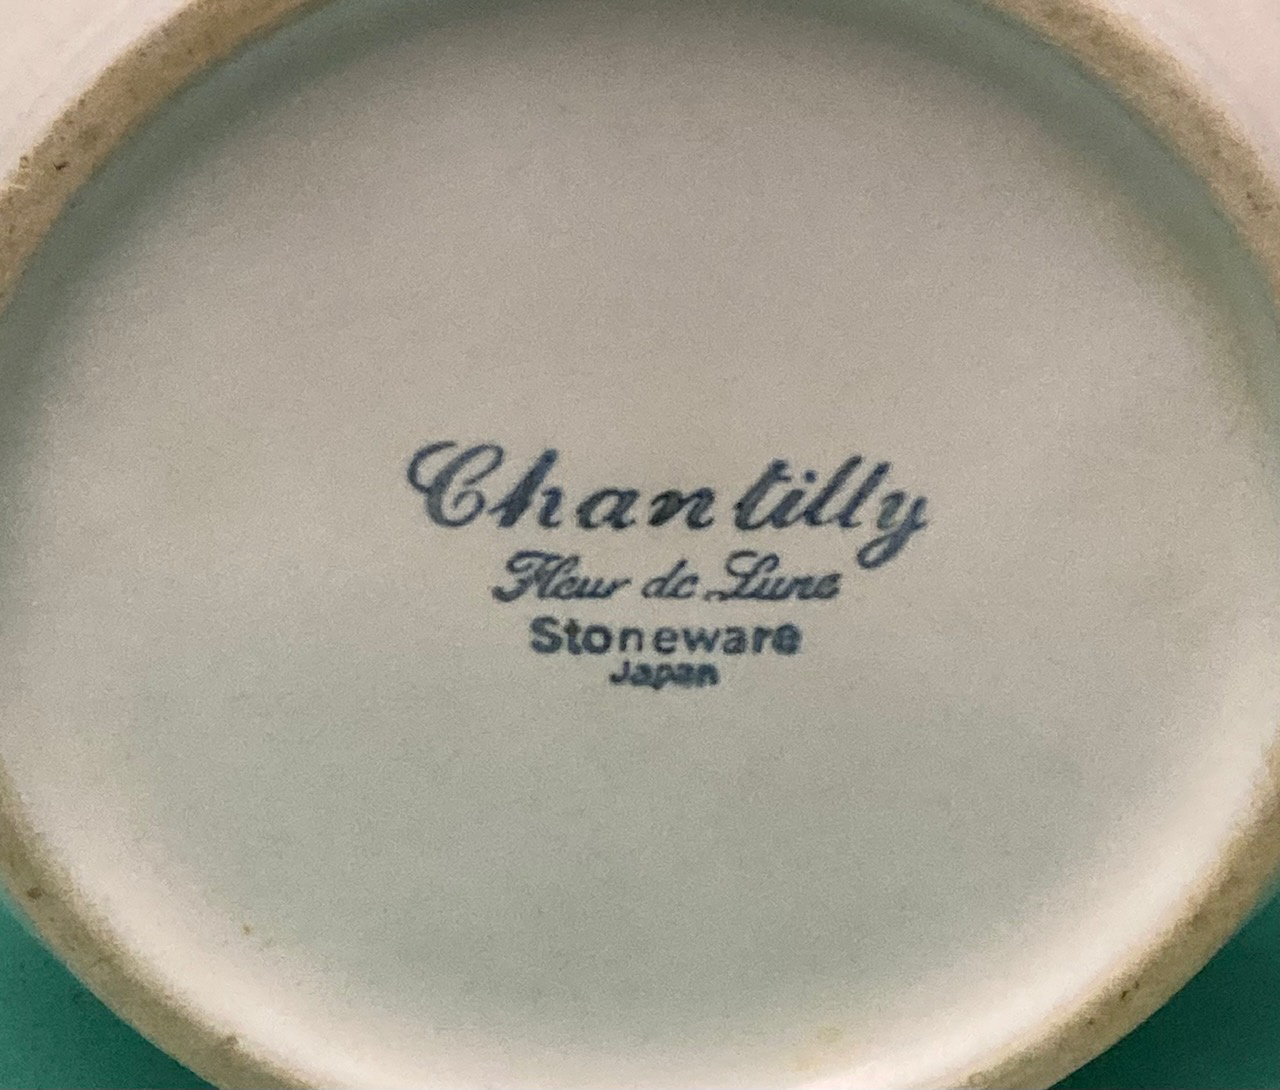 Chantilly
Fleur de Lune
Stoneware
Japan